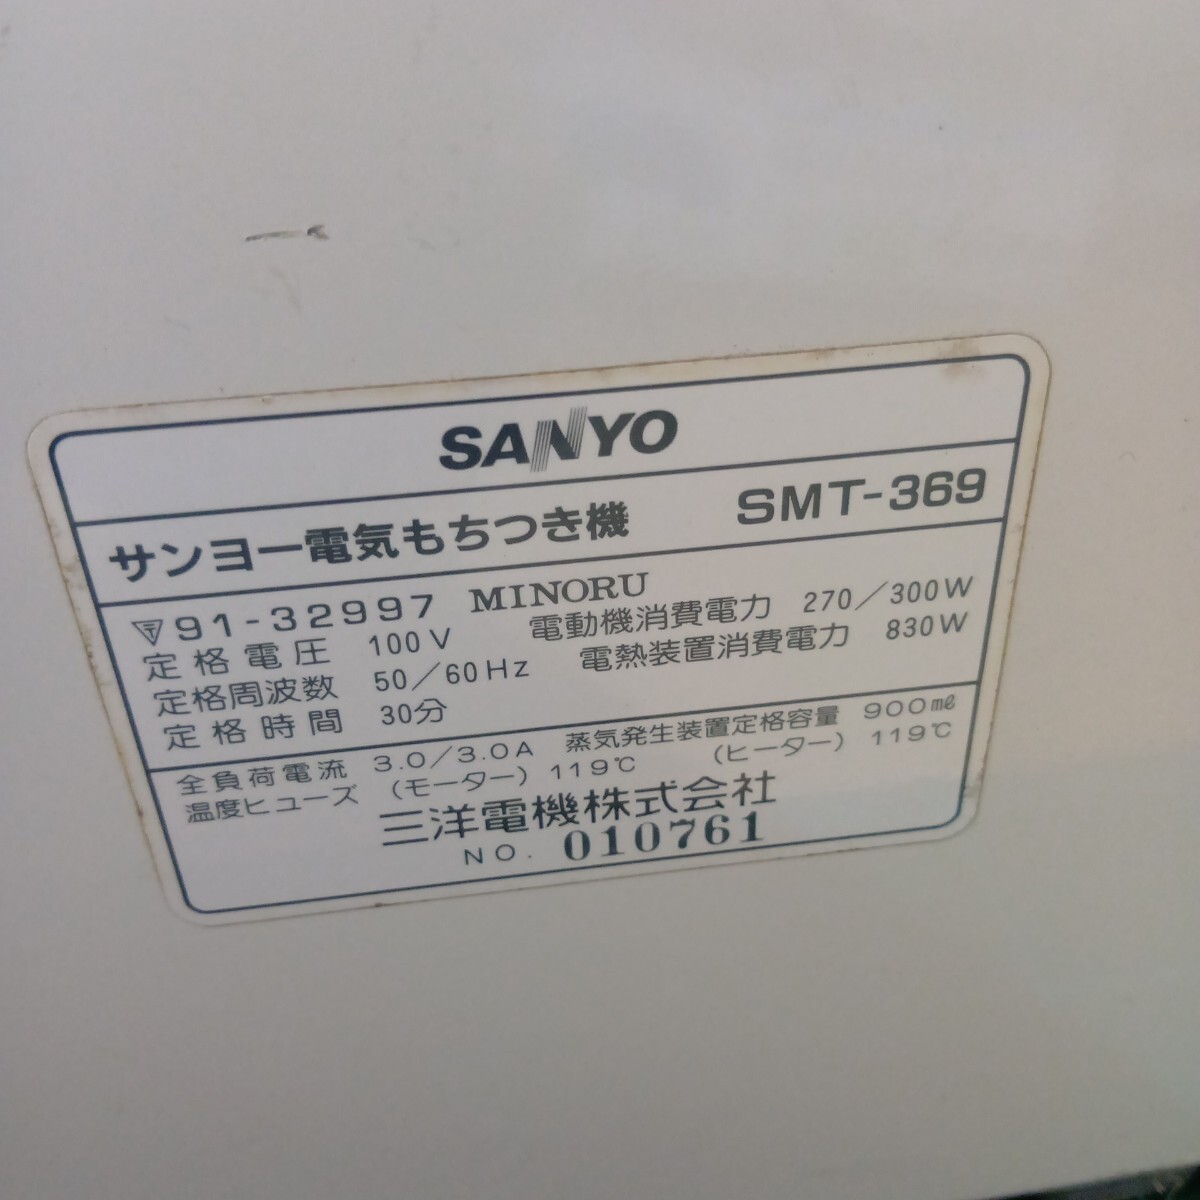 SANYO
サンヨー電気もちつき機 SMT-369
〒91-32997 MINORU
定格電圧 100V 電動機消費電力 270/300W
定格周波数 50/60Hz 電熱装置消費電力 830W
定格時間 30分
全負荷電流 3.0/3.0A 蒸気発生装置定格容量 900ml
温度ヒューズ (モーター) 119℃ (ヒーター) 119℃
三洋電機株式会社
NO. 010761